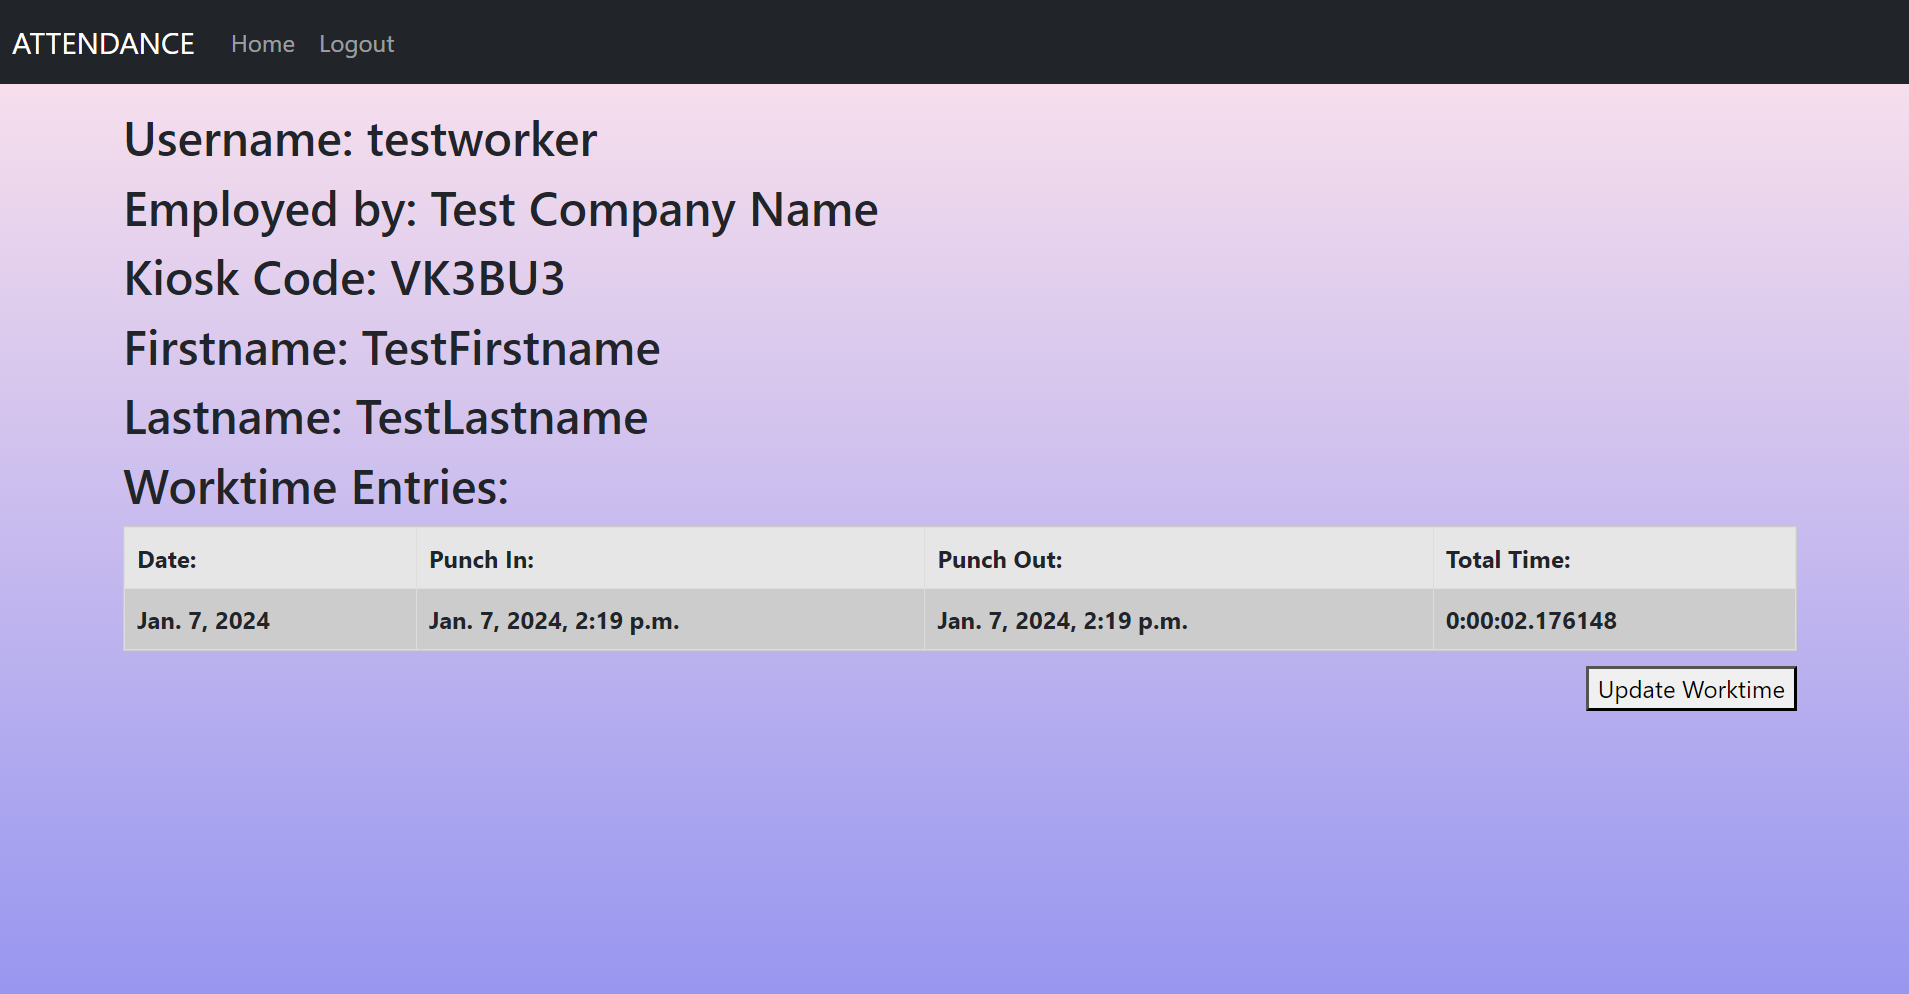 ATTENDANCE Home Logout
Username: testworker
Employed by: Test Company Name
Kiosk Code: VK3BU3
Firstname: TestFirstname
Lastname: TestLastname
Worktime Entries:
Date: Punch In: Punch Out: Total Time:
Jan. 7, 2024 Jan. 7, 2024, 2:19 p.m. Jan. 7, 2024, 2:19 p.m. 0:00:02.176148
Update Worktime